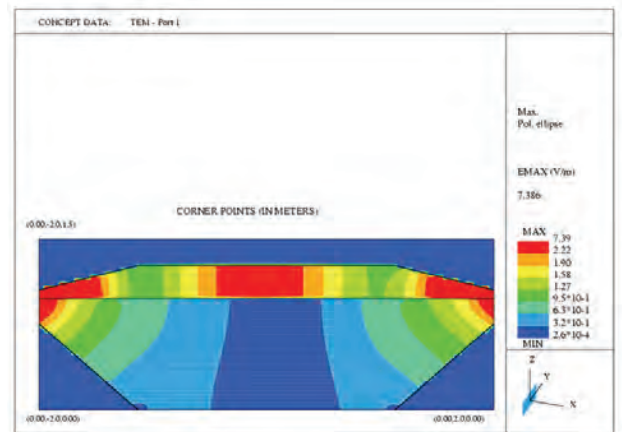 CONCEPT DATA: TEM - Port 1
Max.
Pol. ellipse
EMAX (V/m)
7.386
CORNER POINTS (IN METERS)
(0.00,-2.0,1.5)
MAX
7.39
2.22
1.90
1.58
1.27
9.5*10-1
6.3*10-1
3.2*10-1
2.6*10-4
MIN
Z
Y
X
(0.00,-2.0,0.00)
(0.00,2.0,0.00)